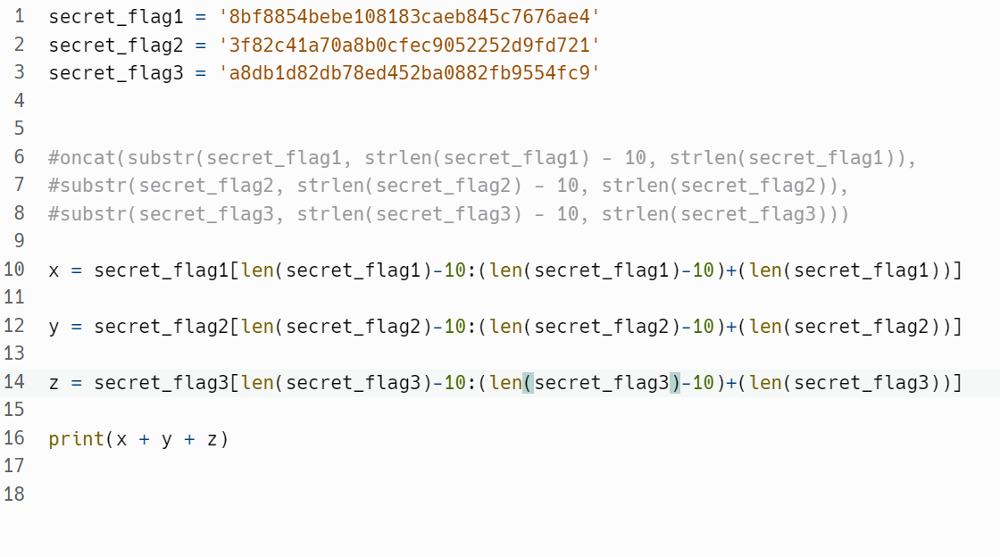 1 secret_flag1 = '8bf8854bebe108183caeb845c7676ae4'
2 secret_flag2 = '3f82c41a70a8b0cfec9052252d9fd721'
3 secret_flag3 = 'a8db1d82db78ed452ba0882fb9554fc9'
4
5
6 #oncat(substr(secret_flag1, strlen(secret_flag1) - 10, strlen(secret_flag1)),
7 #substr(secret_flag2, strlen(secret_flag2) - 10, strlen(secret_flag2)),
8 #substr(secret_flag3, strlen(secret_flag3) - 10, strlen(secret_flag3)))
9
10 x = secret_flag1[len(secret_flag1)-10:(len(secret_flag1)-10)+(len(secret_flag1))]
11
12 y = secret_flag2[len(secret_flag2)-10:(len(secret_flag2)-10)+(len(secret_flag2))]
13
14 z = secret_flag3[len(secret_flag3)-10:(len(secret_flag3)-10)+(len(secret_flag3))]
15
16 print(x + y + z)
17
18